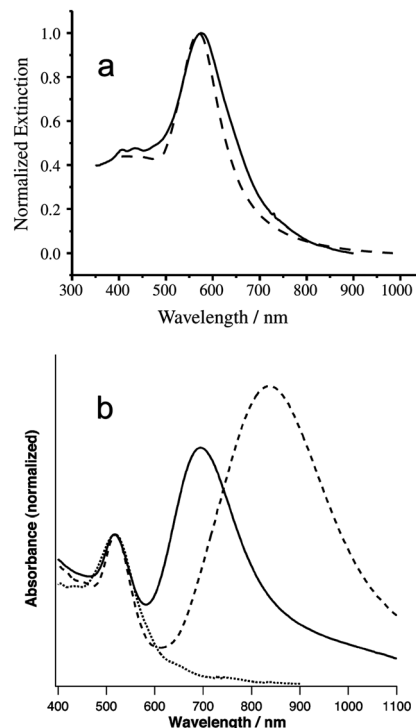 a
Normalized Extinction
1.0
0.8
0.6
0.4
0.2
0.0
300 400 500 600 700 800 900 1000
Wavelength / nm
b
Absorbance (normalized)
400 500 600 700 800 900 1000 1100
Wavelength / nm